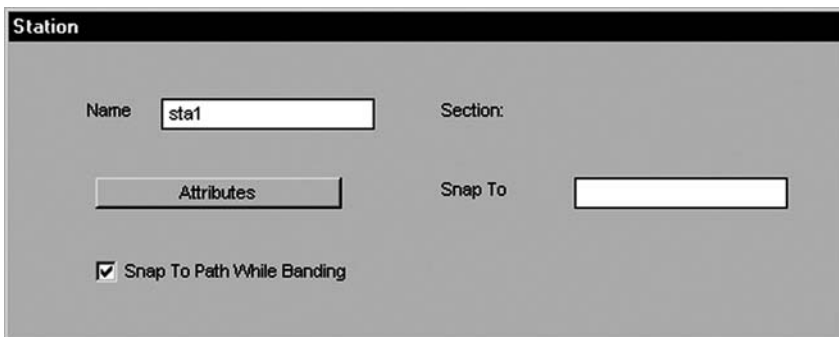 Station
Name sta1 Section:
Attributes Snap To
Snap To Path While Banding